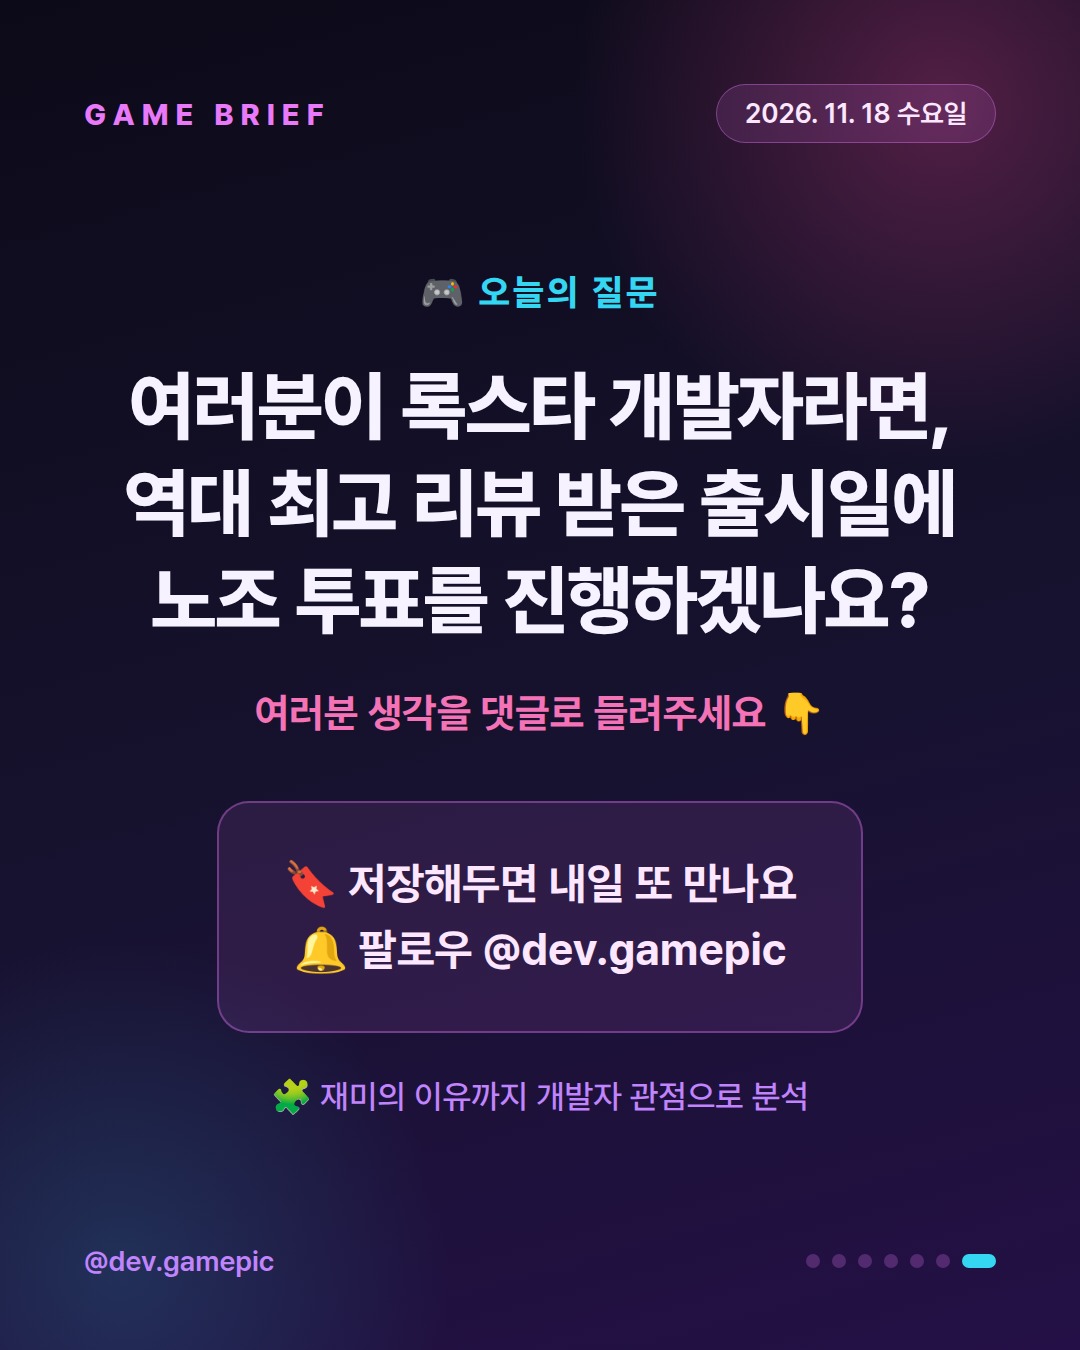 GAME BRIEF
2026. 11. 18 수요일
🎮 오늘의 질문
여러분이 록스타 개발자라면,
역대 최고 리뷰 받은 출시일에
노조 투표를 진행하겠나요?
여러분 생각을 댓글로 들려주세요 👇
🔖 저장해두면 내일 또 만나요
🔔 팔로우 @dev.gamepic
🧩 재미의 이유까지 개발자 관점으로 분석
@dev.gamepic